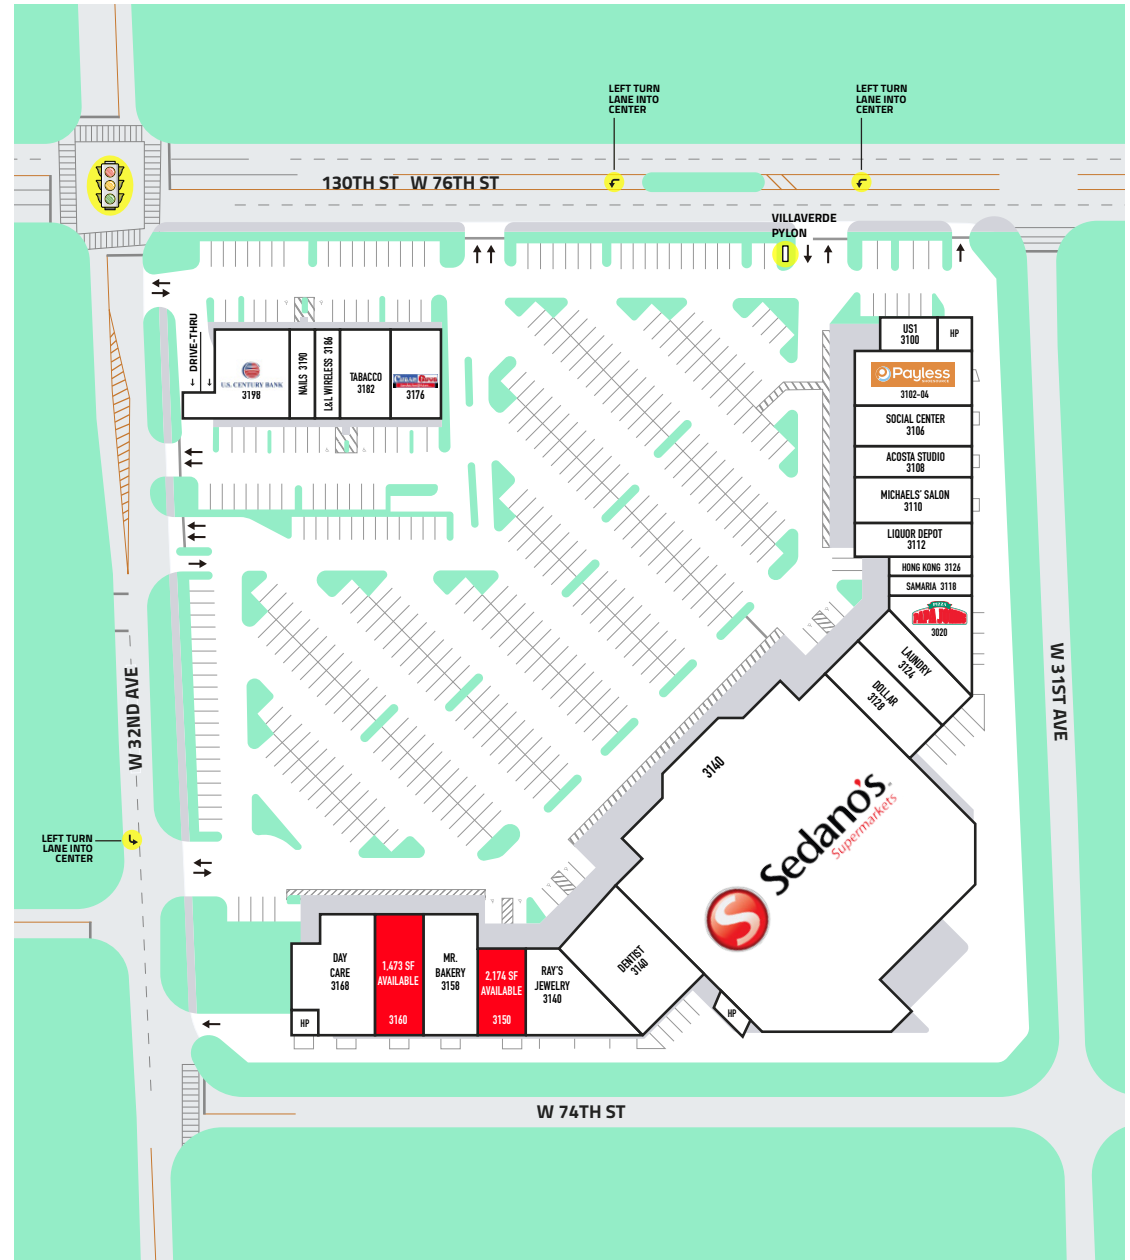 LEFT TURN
LANE INTO
CENTER
LEFT TURN
LANE INTO
CENTER
130TH ST W 76TH ST
VILLAVERDE
PYLON
← DRIVE-THRU
U.S. CENTURY BANK
3198
NAILS 3190
L&L WIRELESS 3186
TABACCO
3182
3176
US1
3100
HP
Payless
3102-04
SOCIAL CENTER
3106
ACOSTA STUDIO
3108
MICHAELS' SALON
3110
LIQUOR DEPOT
3112
HONG KONG 3126
SAMARIA 3118
PIZZA
PAPA JOHNS
3020
LAUNDRY
3124
DOLLAR
3128
W 32ND AVE
W 31ST AVE
3140
Sedano's
Supermarkets
S
LEFT TURN
LANE INTO
CENTER
DAY
CARE
3168
HP
1,473 SF
AVAILABLE
3160
MR.
BAKERY
3158
2,174 SF
AVAILABLE
3150
RAY'S
JEWELRY
3140
DENTIST
3140
HP
W 74TH ST